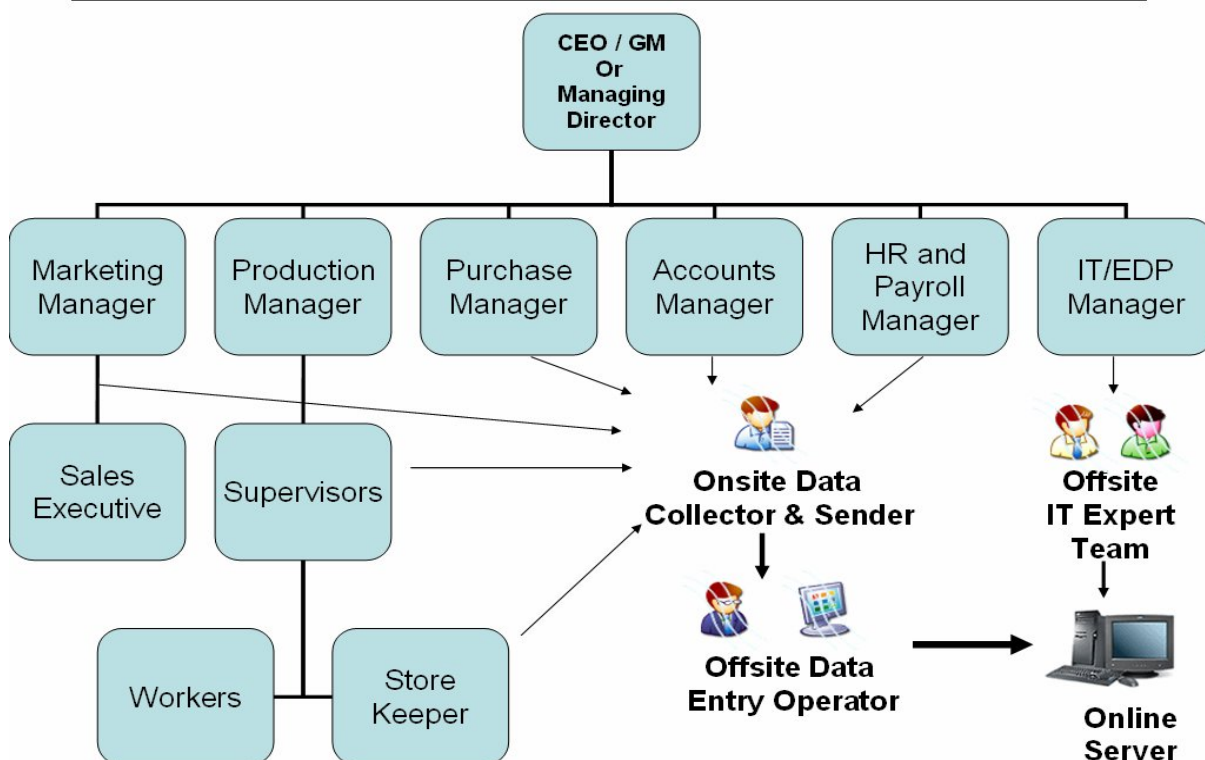 CEO / GM
Or
Managing
Director
Marketing
Manager
Production
Manager
Purchase
Manager
Accounts
Manager
HR and
Payroll
Manager
IT/EDP
Manager
Sales
Executive
Supervisors
Onsite Data
Collector & Sender
Offsite
IT Expert
Team
Workers
Store
Keeper
Offsite Data
Entry Operator
Online
Server